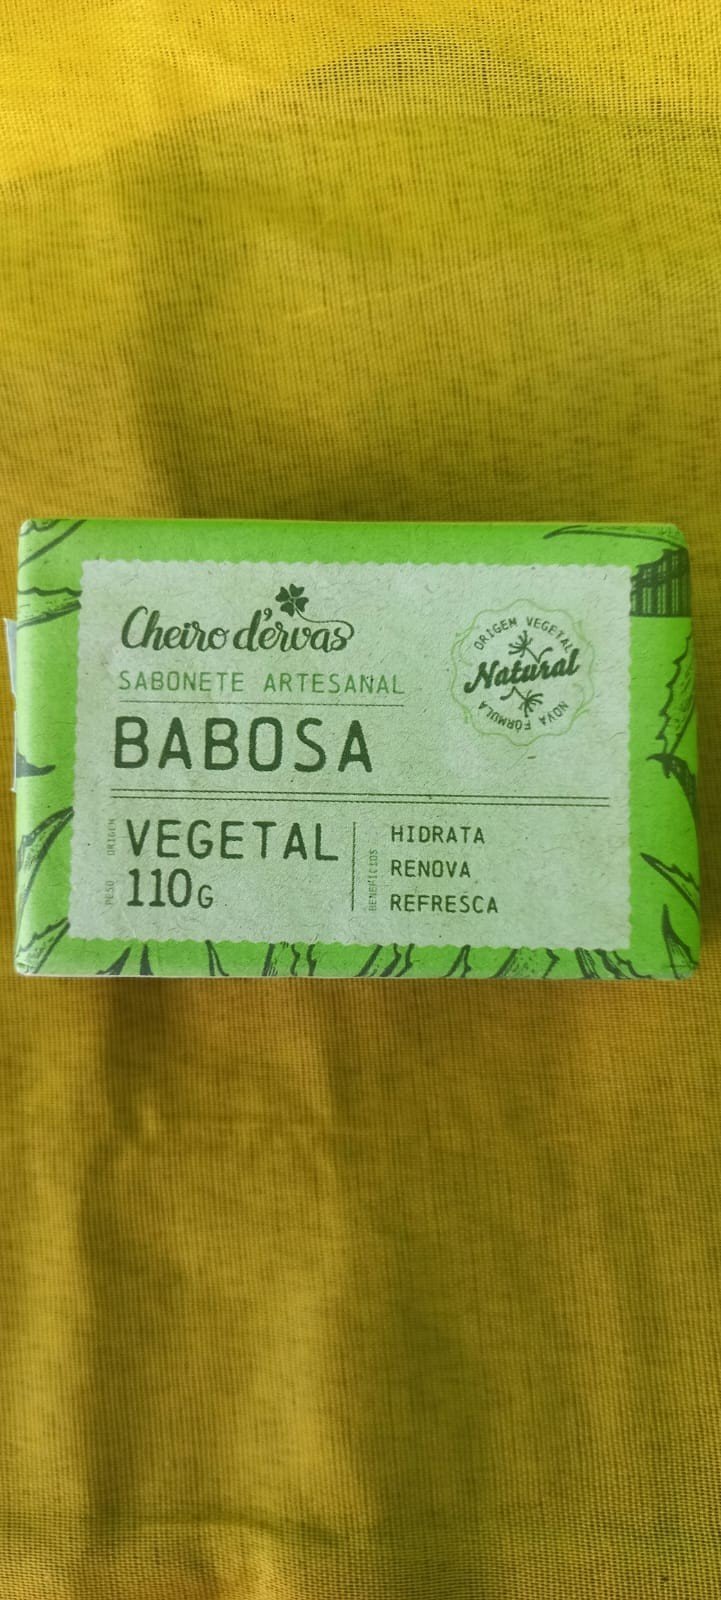 Cheiro d'ervas
SABONETE ARTESANAL
BABOSA
ORIGEM VEGETAL
Natural
NOVA FÓRMULA
ORIGEM
VEGETAL
PESO
110G
BENEFÍCIOS
HIDRATA
RENOVA
REFRESCA